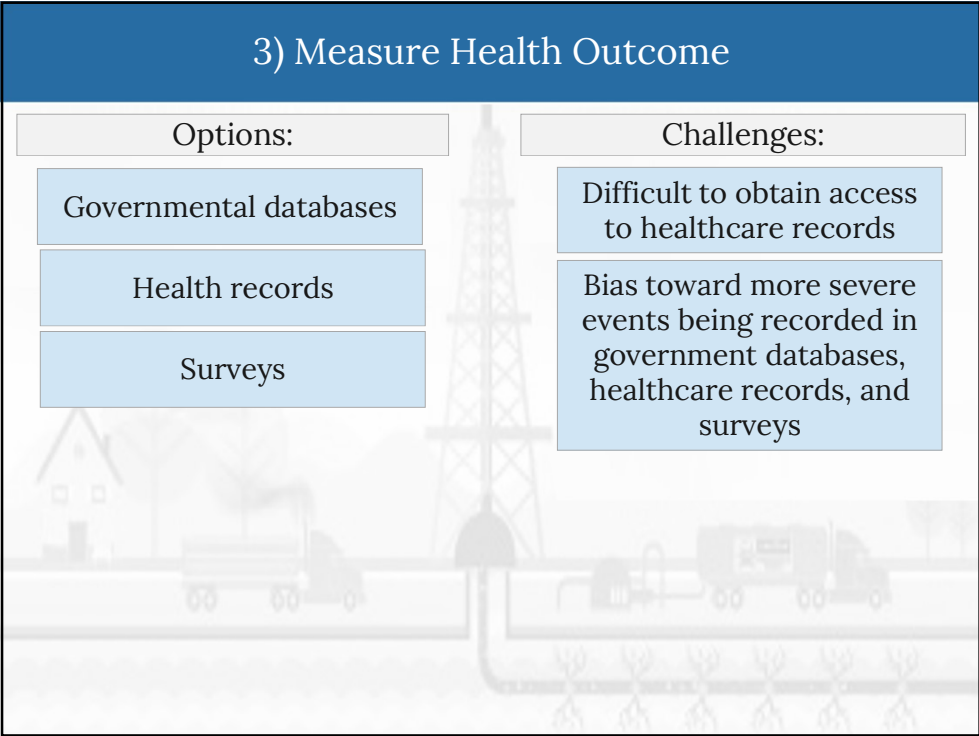 3) Measure Health Outcome
Options:
Governmental databases
Health records
Surveys
Challenges:
Difficult to obtain access
to healthcare records
Bias toward more severe
events being recorded in
government databases,
healthcare records, and
surveys